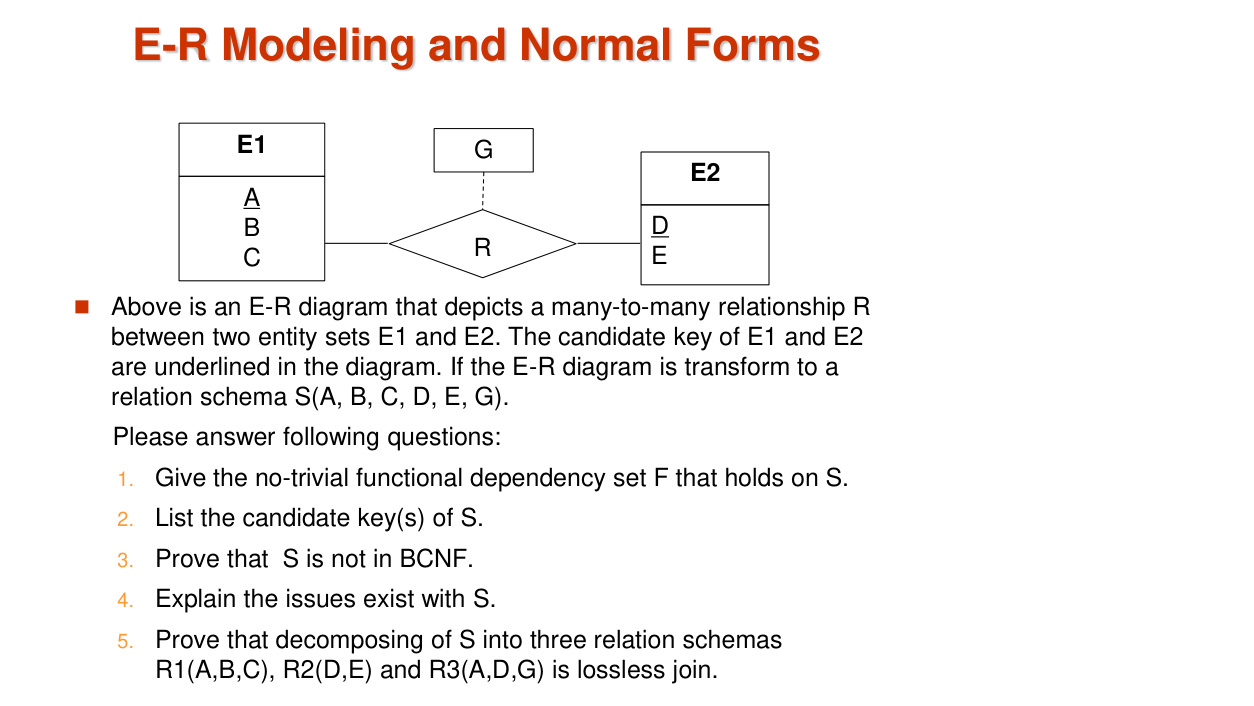 E-R Modeling and Normal Forms
E1
A
B
C
G
R
E2
D
E
Above is an E-R diagram that depicts a many-to-many relationship R
between two entity sets E1 and E2. The candidate key of E1 and E2
are underlined in the diagram. If the E-R diagram is transform to a
relation schema S(A, B, C, D, E, G).
Please answer following questions:
1. Give the no-trivial functional dependency set F that holds on S.
2. List the candidate key(s) of S.
3. Prove that  S is not in BCNF.
4. Explain the issues exist with S.
5. Prove that decomposing of S into three relation schemas
R1(A,B,C), R2(D,E) and R3(A,D,G) is lossless join.